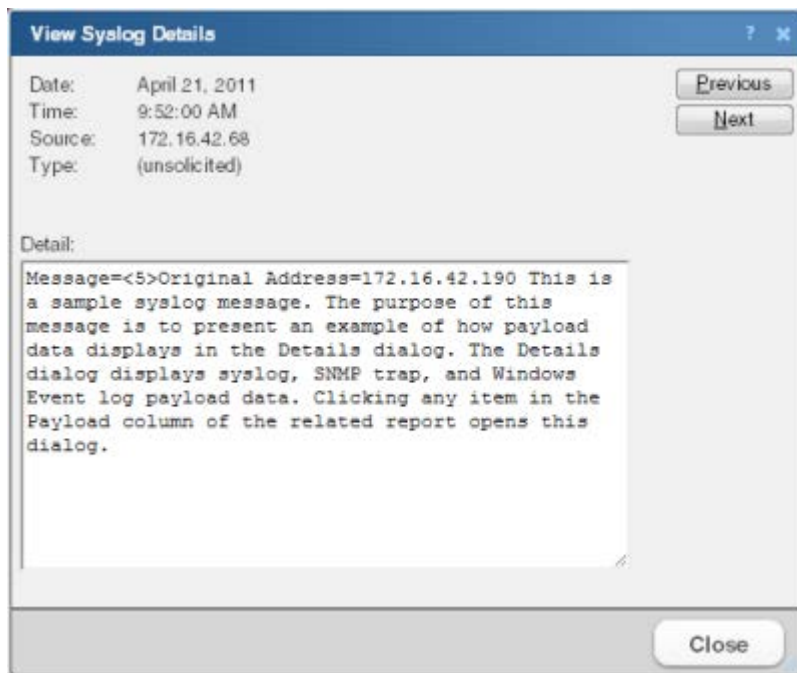 View Syslog Details
? ×
Date: April 21, 2011
Previous
Time: 9:52:00 AM
Next
Source: 172.16.42.68
Type: (unsolicited)
Detail:
Message=<5>Original Address=172.16.42.190 This is
a sample syslog message. The purpose of this
message is to present an example of how payload
data displays in the Details dialog. The Details
dialog displays syslog, SNMP trap, and Windows
Event log payload data. Clicking any item in the
Payload column of the related report opens this
dialog.
Close